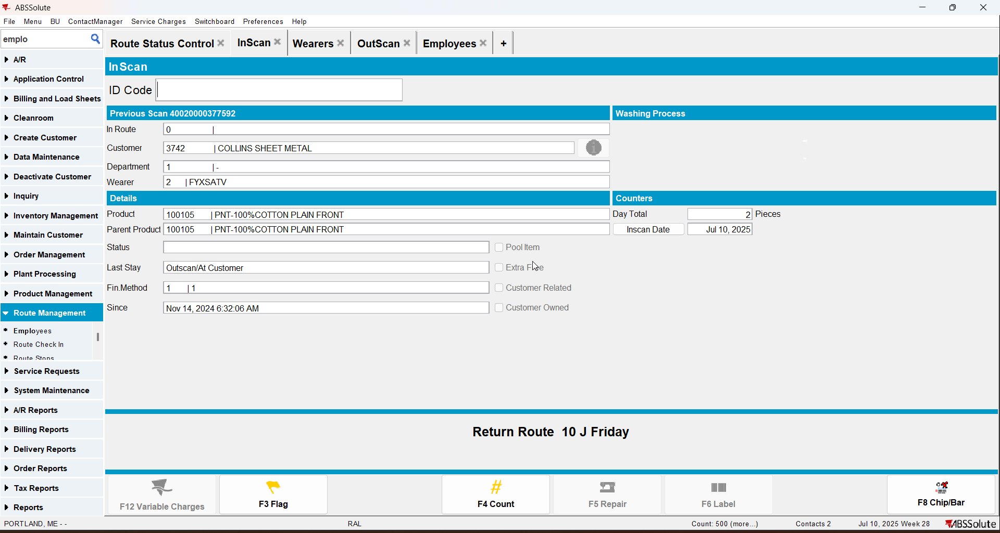 ABSSolute
File Menu BU ContactManager Service Charges Switchboard Preferences Help
emplo
Route Status Control InScan Wearers OutScan Employees +
A/R
Application Control
Billing and Load Sheets
Cleanroom
Create Customer
Data Maintenance
Deactivate Customer
Inquiry
Inventory Management
Maintain Customer
Order Management
Plant Processing
Product Management
Route Management
Employees
Route Check In
Route Stops
Service Requests
System Maintenance
A/R Reports
Billing Reports
Delivery Reports
Order Reports
Tax Reports
Reports
InScan
ID Code
Previous Scan 40020000377592
In Route 0 |
Customer 3742 | COLLINS SHEET METAL
Department 1 | -
Wearer 2 | FYXSATV
Washing Process
Details
Product 100105 | PNT-100%COTTON PLAIN FRONT
Parent Product 100105 | PNT-100%COTTON PLAIN FRONT
Status Pool Item
Last Stay Outscan/At Customer Extra Free
Fin.Method 1 | 1 Customer Related
Since Nov 14, 2024 6:32:06 AM Customer Owned
Counters
Day Total 2 Pieces
Inscan Date Jul 10, 2025
Return Route 10 J Friday
F12 Variable Charges F3 Flag F4 Count F5 Repair F6 Label F8 Chip/Bar
PORTLAND, ME - - RAL Count: 500 (more...) Contacts 2 Jul 10, 2025 Week 28 ABSSolute